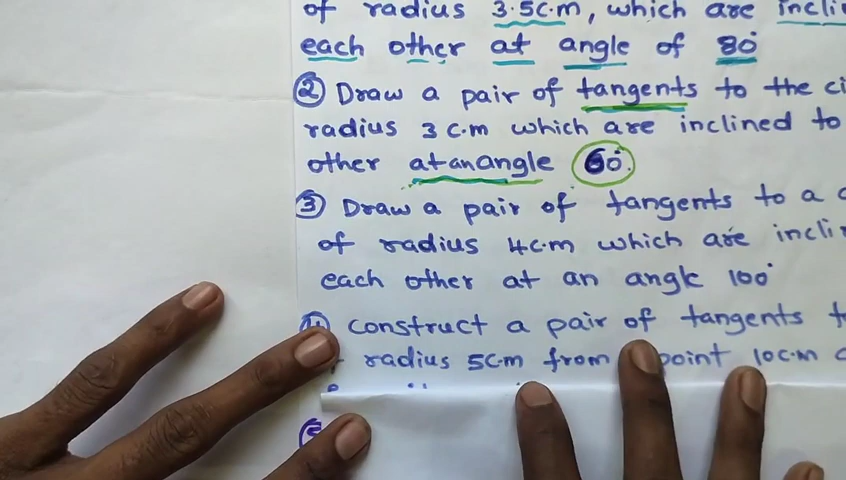 of radius 3.5c.m, which are incli
each other at angle of 80°
② Draw a pair of tangents to the ci
radius 3 c.m which are inclined to
other at an angle 60°.
③ Draw a pair of tangents to a c
of radius 4c.m which are incli
each other at an angle 100°
④ construct a pair of tangents t
radius 5c.m from point 10c.m
⑤